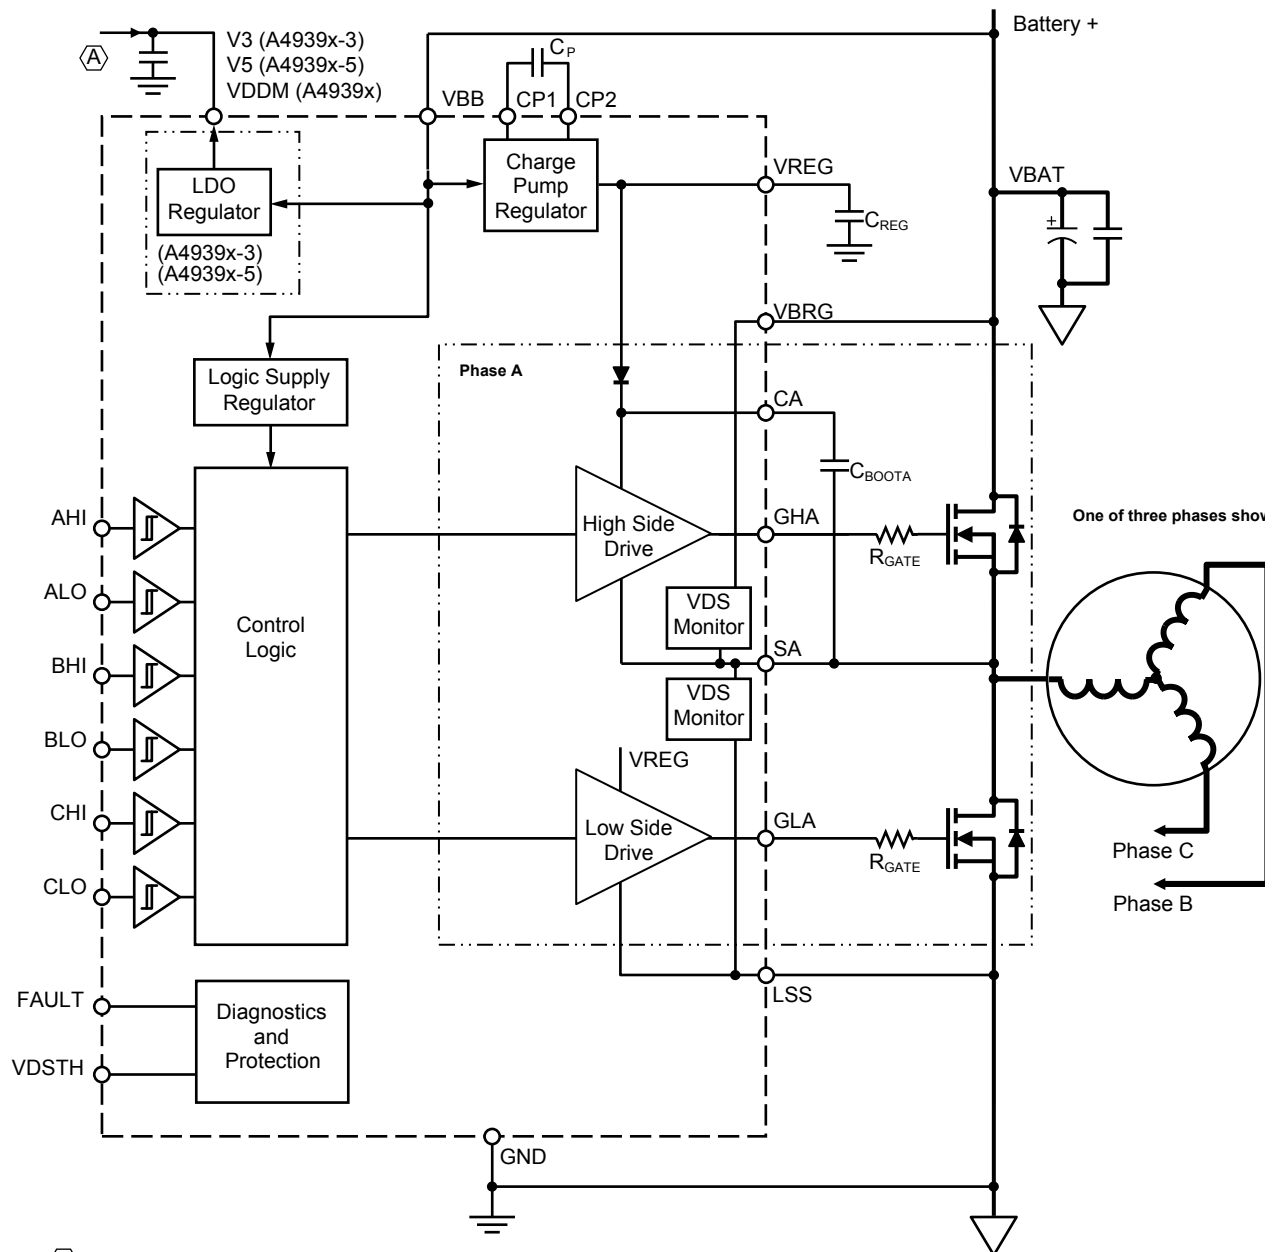 Battery +
A
V3 (A4939x-3)
V5 (A4939x-5)
VDDM (A4939x)
CP
VBB
CP1
CP2
LDO
Regulator
(A4939x-3)
(A4939x-5)
Charge
Pump
Regulator
VREG
CREG
VBAT
+
VBRG
Logic Supply
Regulator
Phase A
CA
CBOOTA
AHI
ALO
BHI
BLO
CHI
CLO
Control
Logic
High Side
Drive
GHA
RGATE
One of three phases show
VDS
Monitor
SA
VDS
Monitor
VREG
Low Side
Drive
GLA
RGATE
Phase C
Phase B
LSS
FAULT
VDSTH
Diagnostics
and
Protection
GND